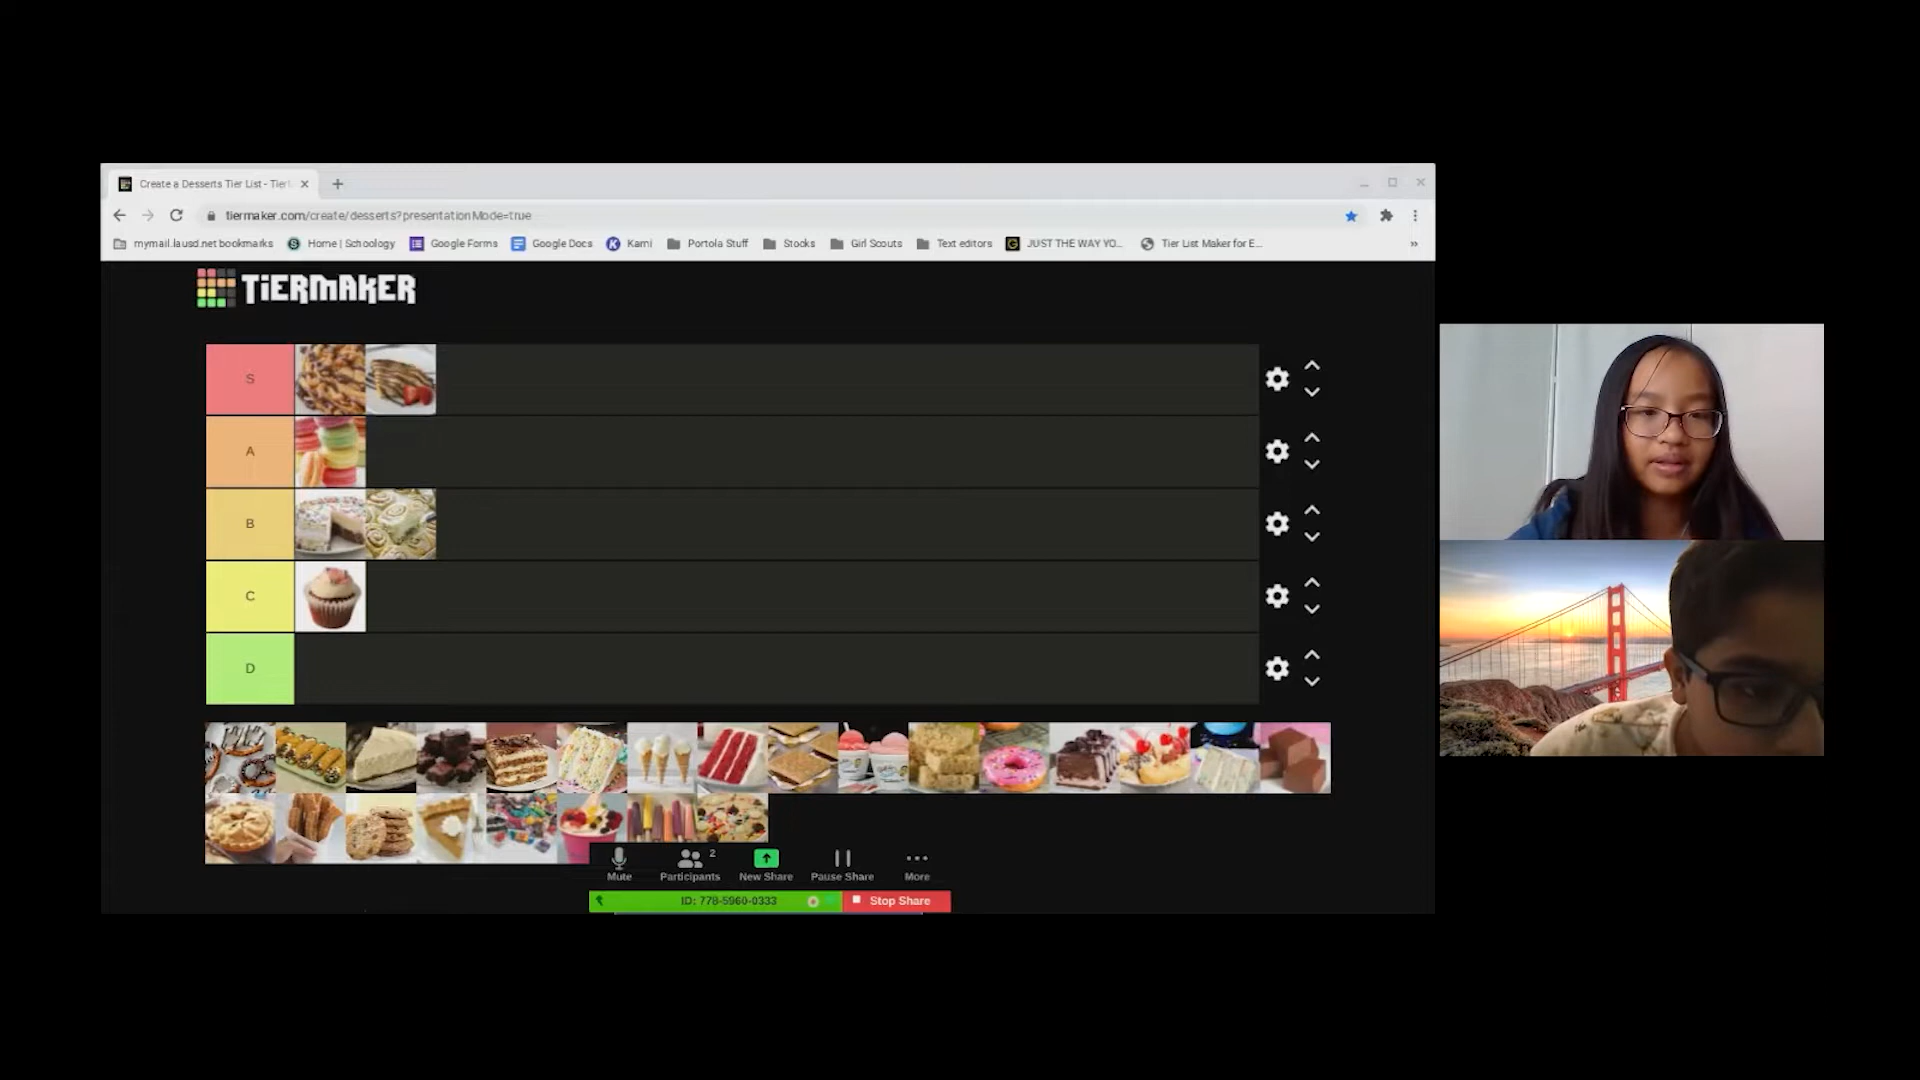 Create a Desserts Tier List - Tier
tiermaker.com/create/desserts?presentationMode=true
mymail.lausd.net bookmarks Home | Schoology Google Forms Google Docs Kami Portola Stuff Stocks Girl Scouts Text editors JUST THE WAY YO... Tier List Maker for E...
TiERMAKER
S
A
B
C
D
2
Mute Participants New Share Pause Share More
ID: 778-5960-0333 Stop Share